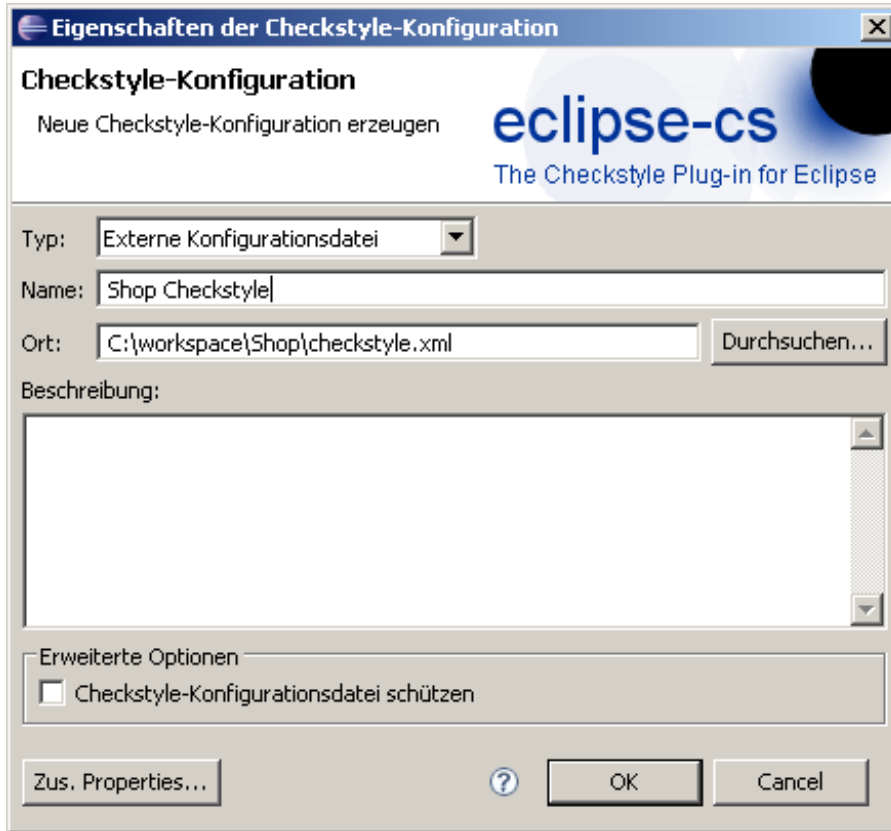 Eigenschaften der Checkstyle-Konfiguration
Checkstyle-Konfiguration
Neue Checkstyle-Konfiguration erzeugen
eclipse-cs
The Checkstyle Plug-in for Eclipse
Typ: Externe Konfigurationsdatei
Name: Shop Checkstyle
Ort: C:\workspace\Shop\checkstyle.xml Durchsuchen...
Beschreibung:
Erweiterte Optionen
Checkstyle-Konfigurationsdatei schützen
Zus. Properties... ? OK Cancel